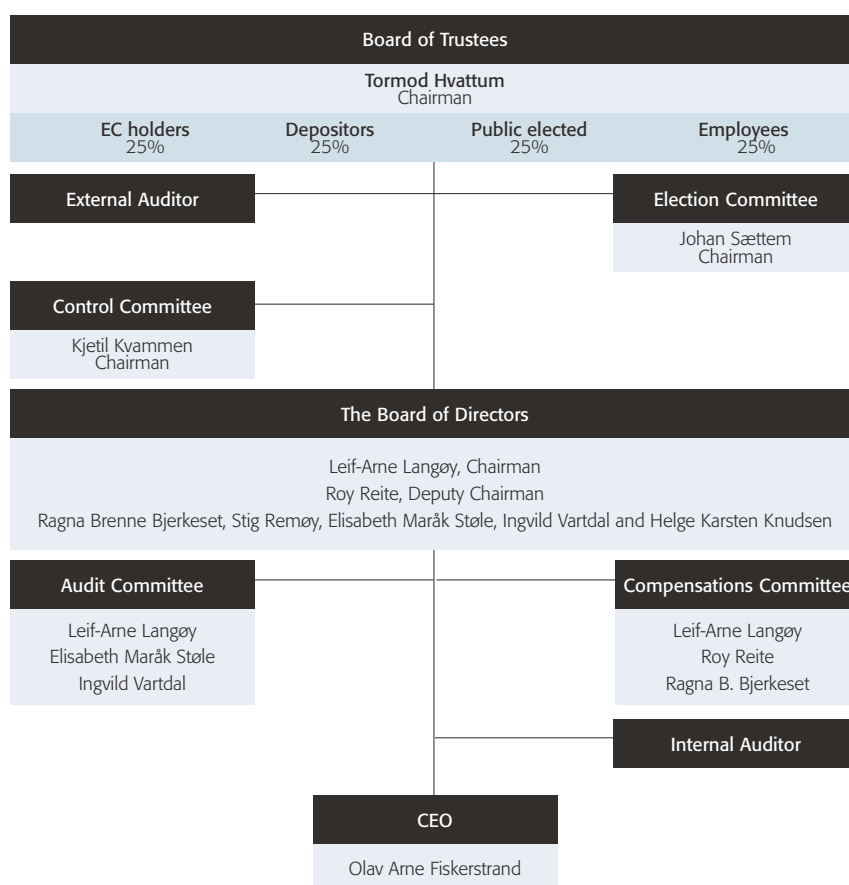 Board of Trustees
Tormod Hvattum
Chairman
EC holders Depositors Public elected Employees
25% 25% 25% 25%
External Auditor
Election Committee
Johan Sættem
Chairman
Control Committee
Kjetil Kvammen
Chairman
The Board of Directors
Leif-Arne Langøy, Chairman
Roy Reite, Deputy Chairman
Ragna Brenne Bjerkeset, Stig Remøy, Elisabeth Maråk Støle, Ingvild Vartdal and Helge Karsten Knudsen
Audit Committee
Leif-Arne Langøy
Elisabeth Maråk Støle
Ingvild Vartdal
Compensations Committee
Leif-Arne Langøy
Roy Reite
Ragna B. Bjerkeset
Internal Auditor
CEO
Olav Arne Fiskerstrand